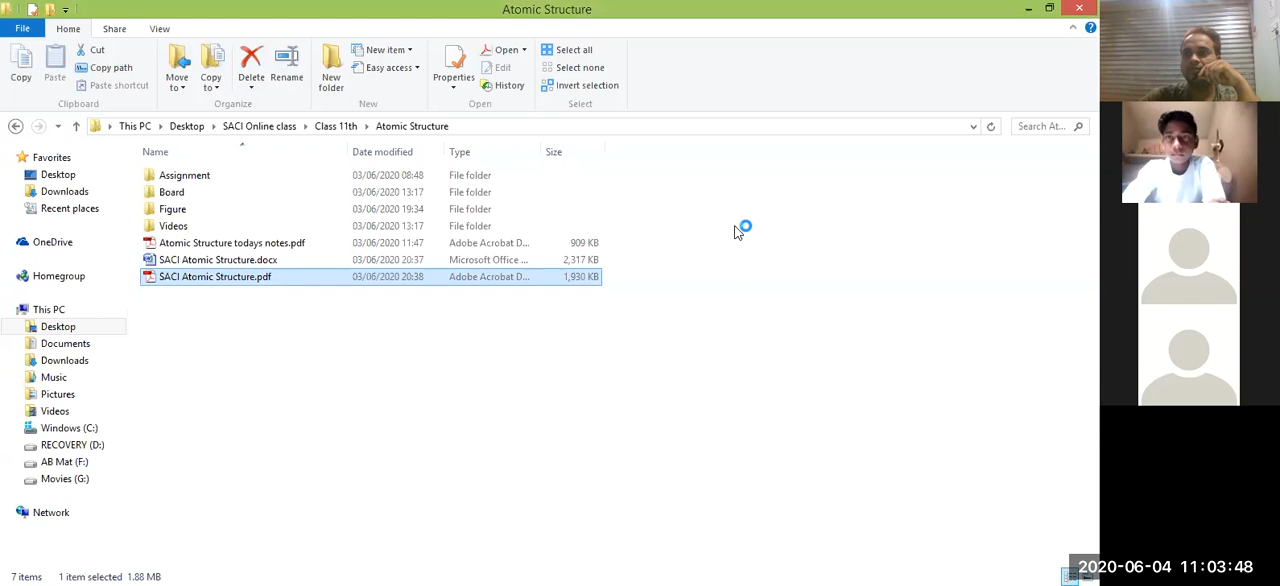 Atomic Structure
File Home Share View
Copy
Paste
Cut
Copy path
Paste shortcut
Clipboard
Move to
Copy to
Delete
Rename
Organize
New folder
New item
Easy access
New
Properties
Open
Edit
History
Open
Select all
Select none
Invert selection
Select
This PC Desktop SACI Online class Class 11th Atomic Structure
Search At...
Name Date modified Type Size
Assignment 03/06/2020 08:48 File folder
Board 03/06/2020 13:17 File folder
Figure 03/06/2020 19:34 File folder
Videos 03/06/2020 13:17 File folder
Atomic Structure todays notes.pdf 03/06/2020 11:47 Adobe Acrobat D... 909 KB
SACI Atomic Structure.docx 03/06/2020 20:37 Microsoft Office ... 2,317 KB
SACI Atomic Structure.pdf 03/06/2020 20:38 Adobe Acrobat D... 1,930 KB
Favorites
Desktop
Downloads
Recent places
OneDrive
Homegroup
This PC
Desktop
Documents
Downloads
Music
Pictures
Videos
Windows (C:)
RECOVERY (D:)
AB Mat (F:)
Movies (G:)
Network
7 items 1 item selected 1.88 MB
2020-06-04 11:03:48